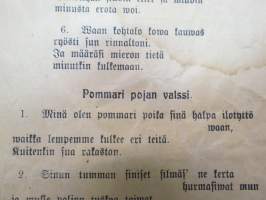 minusta erota woi.
6. Waan kohtalo kowa kauwas
ryösti sun rinnaltani.
Ja määräsi mieron tietä
minutkin kulkemaan.
Pommari pojan valssi.
1. Minä olen pommari poika sinä halpa ilotyttö
waan,
waikka lempemme kulkee eri teitä.
Kuitenkin sua rakastan.
2. Sinun tumman siniset silmäs' ne kerta
hurmasiwat mun